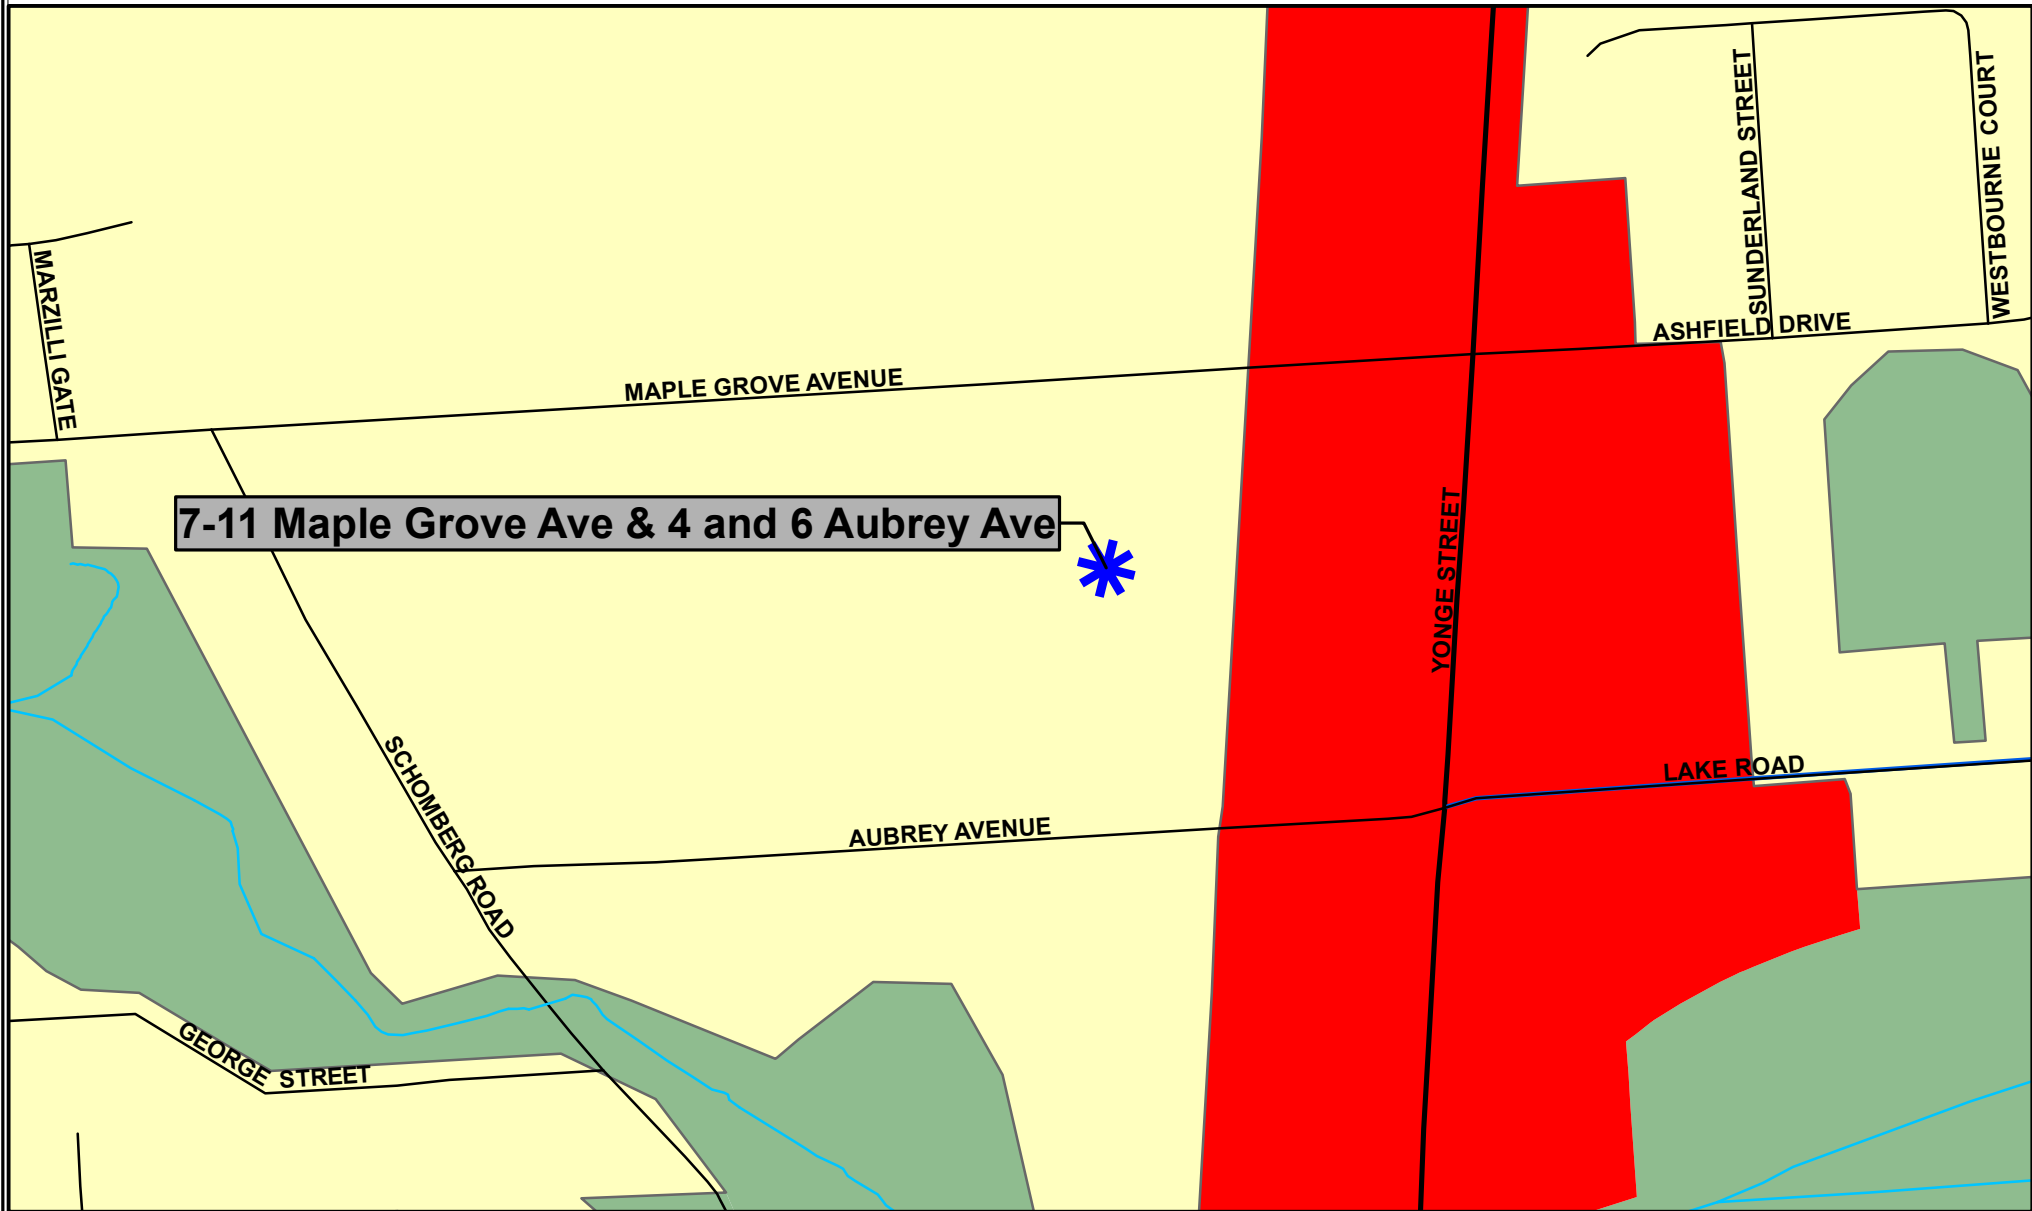 SUNDERLAND STREET
WESTBOURNE COURT
MARZILLI GATE
ASHFIELD DRIVE
MAPLE GROVE AVENUE
7-11 Maple Grove Ave & 4 and 6 Aubrey Ave
YONGE STREET
SCHOMBERG ROAD
LAKE ROAD
AUBREY AVENUE
GEORGE STREET